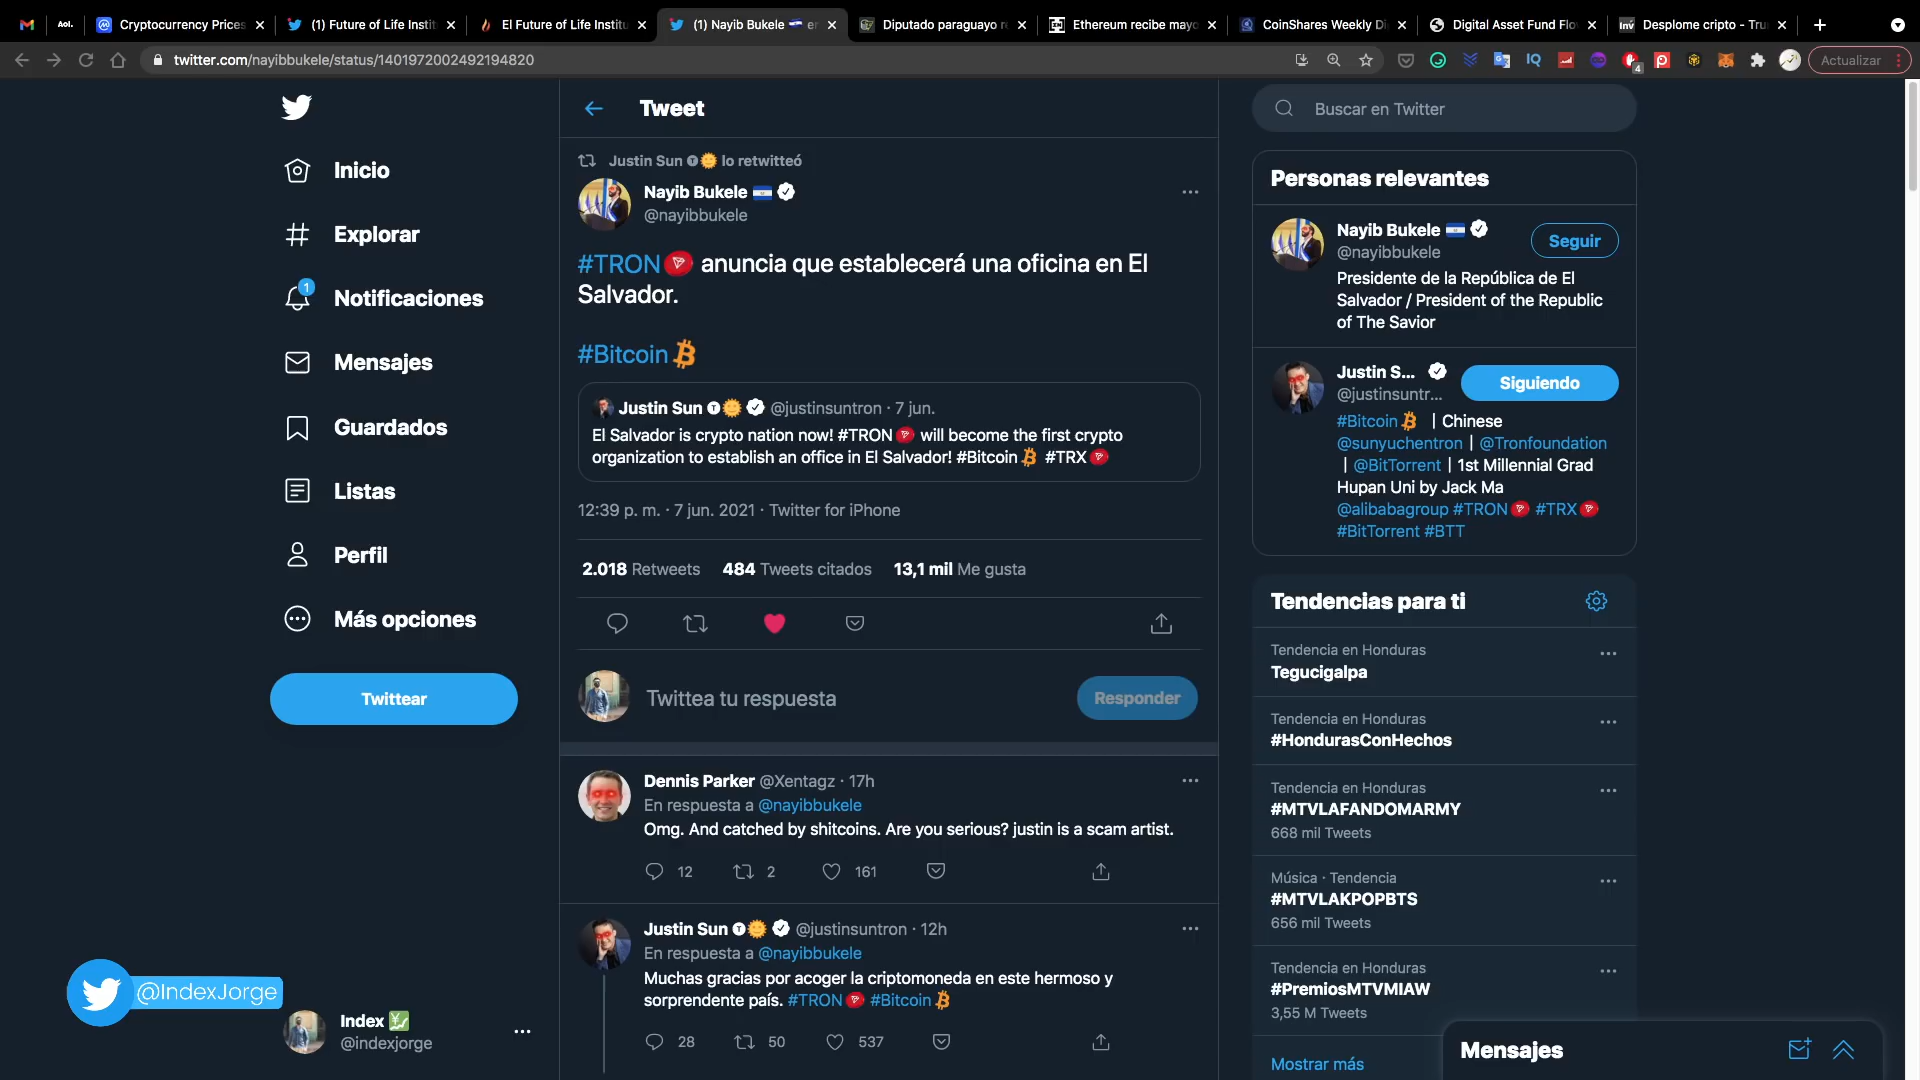 Aol.
Cryptocurrency Prices
(1) Future of Life Insti
El Future of Life Institu
(1) Nayib Bukele en
Diputado paraguayo r
Ethereum recibe mayo
CoinShares Weekly Di
Digital Asset Fund Flo
Inv
Desplome cripto - Tru
twitter.com/nayibbukele/status/1401972002492194820
IQ
4
Actualizar
Inicio
Explorar
1
Notificaciones
Mensajes
Guardados
Listas
Perfil
Más opciones
Twittear
@IndexJorge
Index
@indexjorge
Tweet
Justin Sun lo retwitteó
Nayib Bukele
@nayibbukele
#TRON anuncia que establecerá una oficina en El
Salvador.
#Bitcoin
Justin Sun @justinsuntron · 7 jun.
El Salvador is crypto nation now! #TRON will become the first crypto
organization to establish an office in El Salvador! #Bitcoin #TRX
12:39 p. m. · 7 jun. 2021 · Twitter for iPhone
2.018 Retweets 484 Tweets citados 13,1 mil Me gusta
Twittea tu respuesta
Responder
Dennis Parker @Xentagz · 17h
En respuesta a @nayibbukele
Omg. And catched by shitcoins. Are you serious? justin is a scam artist.
12 2 161
Justin Sun @justinsuntron · 12h
En respuesta a @nayibbukele
Muchas gracias por acoger la criptomoneda en este hermoso y
sorprendente país. #TRON #Bitcoin
28 50 537
Buscar en Twitter
Personas relevantes
Nayib Bukele
@nayibbukele
Seguir
Presidente de la República de El
Salvador / President of the Republic
of The Savior
Justin S...
@justinsuntr...
Siguiendo
#Bitcoin | Chinese
@sunyuchentron | @Tronfoundation
| @BitTorrent | 1st Millennial Grad
Hupan Uni by Jack Ma
@alibabagroup #TRON #TRX
#BitTorrent #BTT
Tendencias para ti
Tendencia en Honduras
Tegucigalpa
Tendencia en Honduras
#HondurasConHechos
Tendencia en Honduras
#MTVLAFANDOMARMY
668 mil Tweets
Música · Tendencia
#MTVLAKPOPBTS
656 mil Tweets
Tendencia en Honduras
#PremiosMTVMIAW
3,55 M Tweets
Mostrar más
Mensajes